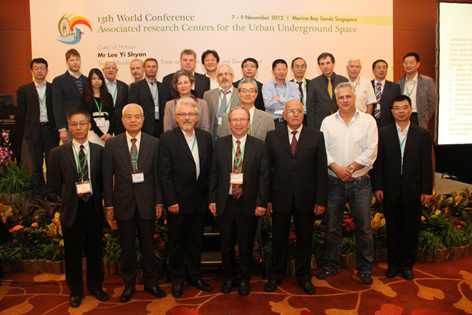 13th World Conference
7 - 9 November 2012 | Marina Bay Sands Singapore
Associated research Centers for the Urban Underground Space
Guest of Honour
Mr Lee Yi Shyan
Trade